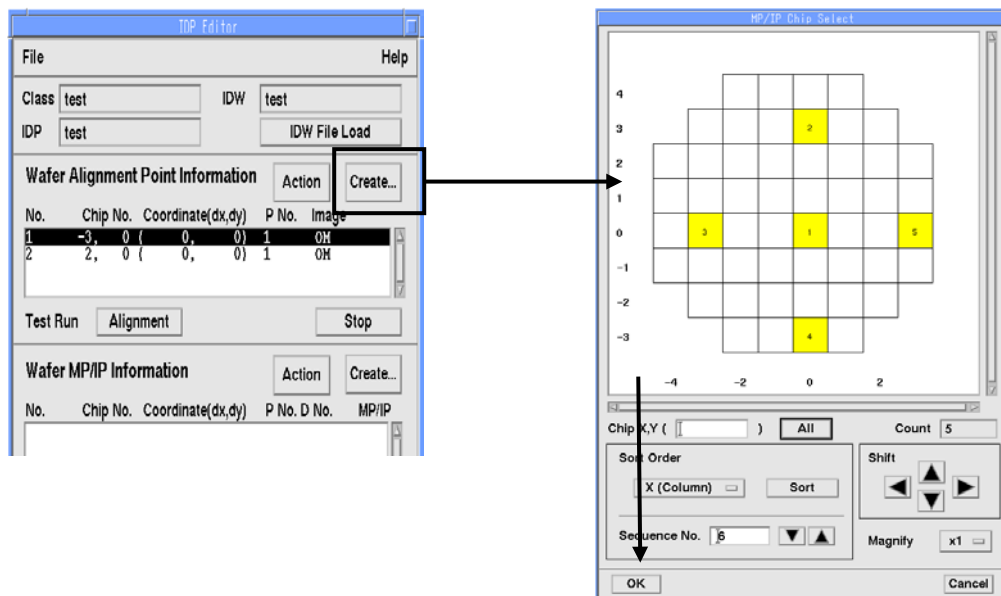 IDP Editor
File Help
Class test IDW test
IDP test IDW File Load
Wafer Alignment Point Information Action Create...
No. Chip No. Coordinate(dx,dy) P No. Image
1 -3, 0 ( 0, 0) 1 OM
2 2, 0 ( 0, 0) 1 OM
Test Run Alignment Stop
Wafer MP/IP Information Action Create...
No. Chip No. Coordinate(dx,dy) P No. D No. MP/IP
MP/IP Chip Select
4
3 2
2
1
0 3 1 5
-1
-2
-3 4
-4 -2 0 2
Chip X,Y ( ) All Count 5
Sort Order Shift
X (Column) Sort
Sequence No. 6
Magnify x1
OK Cancel